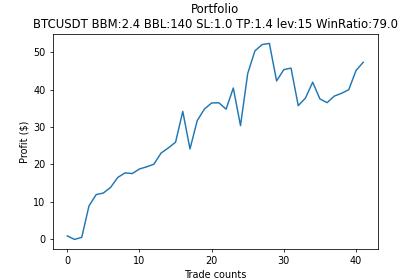 Portfolio
BTCUSDT BBM:2.4 BBL:140 SL:1.0 TP:1.4 lev:15 WinRatio:79.0
50
40
30
20
10
0
Profit ($)
0 10 20 30 40
Trade counts